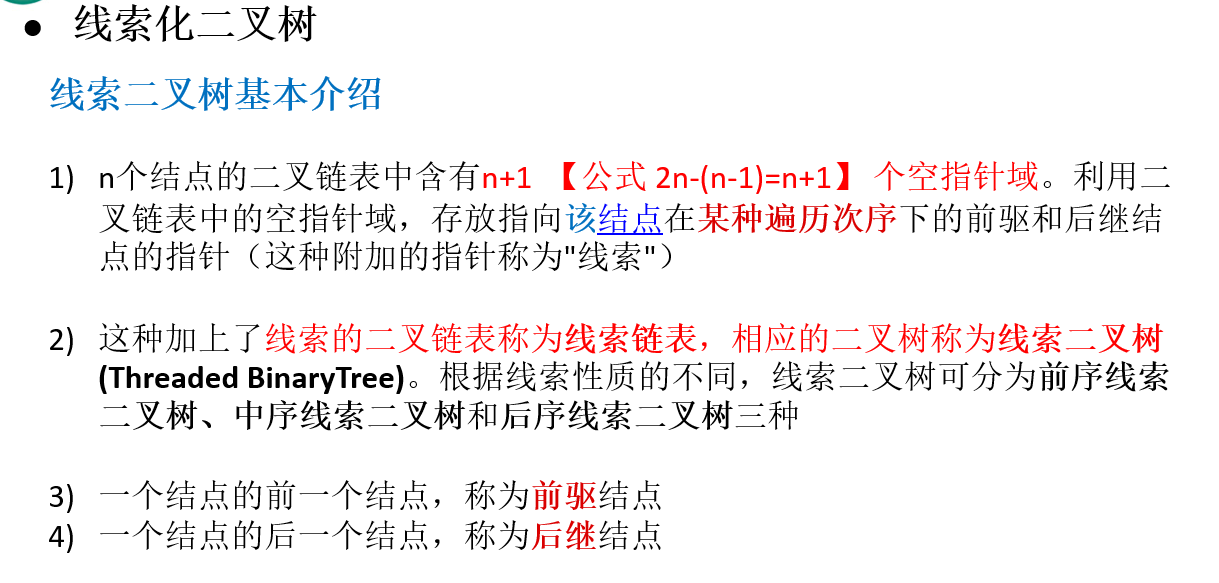 ● 线索化二叉树
线索二叉树基本介绍
1) n个结点的二叉链表中含有n+1 【公式 2n-(n-1)=n+1】 个空指针域。利用二
叉链表中的空指针域，存放指向该结点在某种遍历次序下的前驱和后继结
点的指针（这种附加的指针称为"线索"）
2) 这种加上了线索的二叉链表称为线索链表，相应的二叉树称为线索二叉树
(Threaded BinaryTree)。根据线索性质的不同，线索二叉树可分为前序线索
二叉树、中序线索二叉树和后序线索二叉树三种
3) 一个结点的前一个结点，称为前驱结点
4) 一个结点的后一个结点，称为后继结点